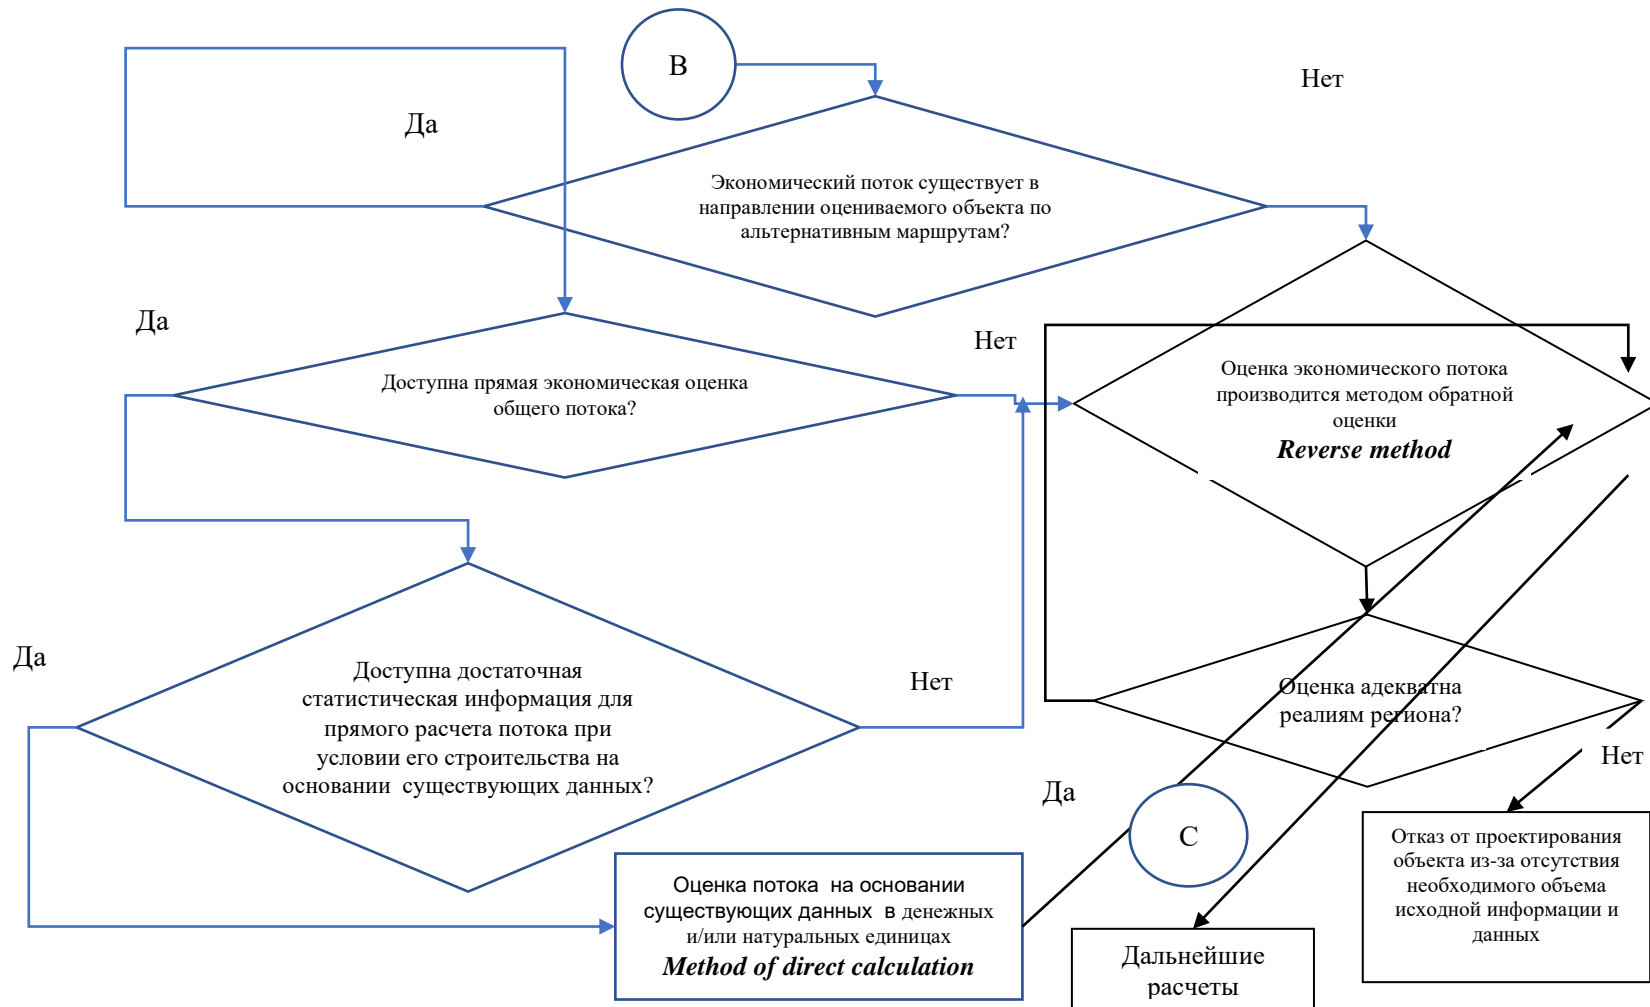 В
Нет
Да
Экономический поток существует в
направлении оцениваемого объекта по
альтернативным маршрутам?
Да
Нет
Доступна прямая экономическая оценка
общего потока?
Оценка экономического потока
производится методом обратной
оценки
Reverse method
Да
Доступна достаточная
статистическая информация для
прямого расчета потока при
условии его строительства на
основании существующих данных?
Нет
Оценка адекватна
реалиям региона?
Нет
Да
С
Оценка потока на основании
существующих данных в денежных
и/или натуральных единицах
Method of direct calculation
Отказ от проектирования
объекта из-за отсутствия
необходимого объема
исходной информации и
данных
Дальнейшие
расчеты